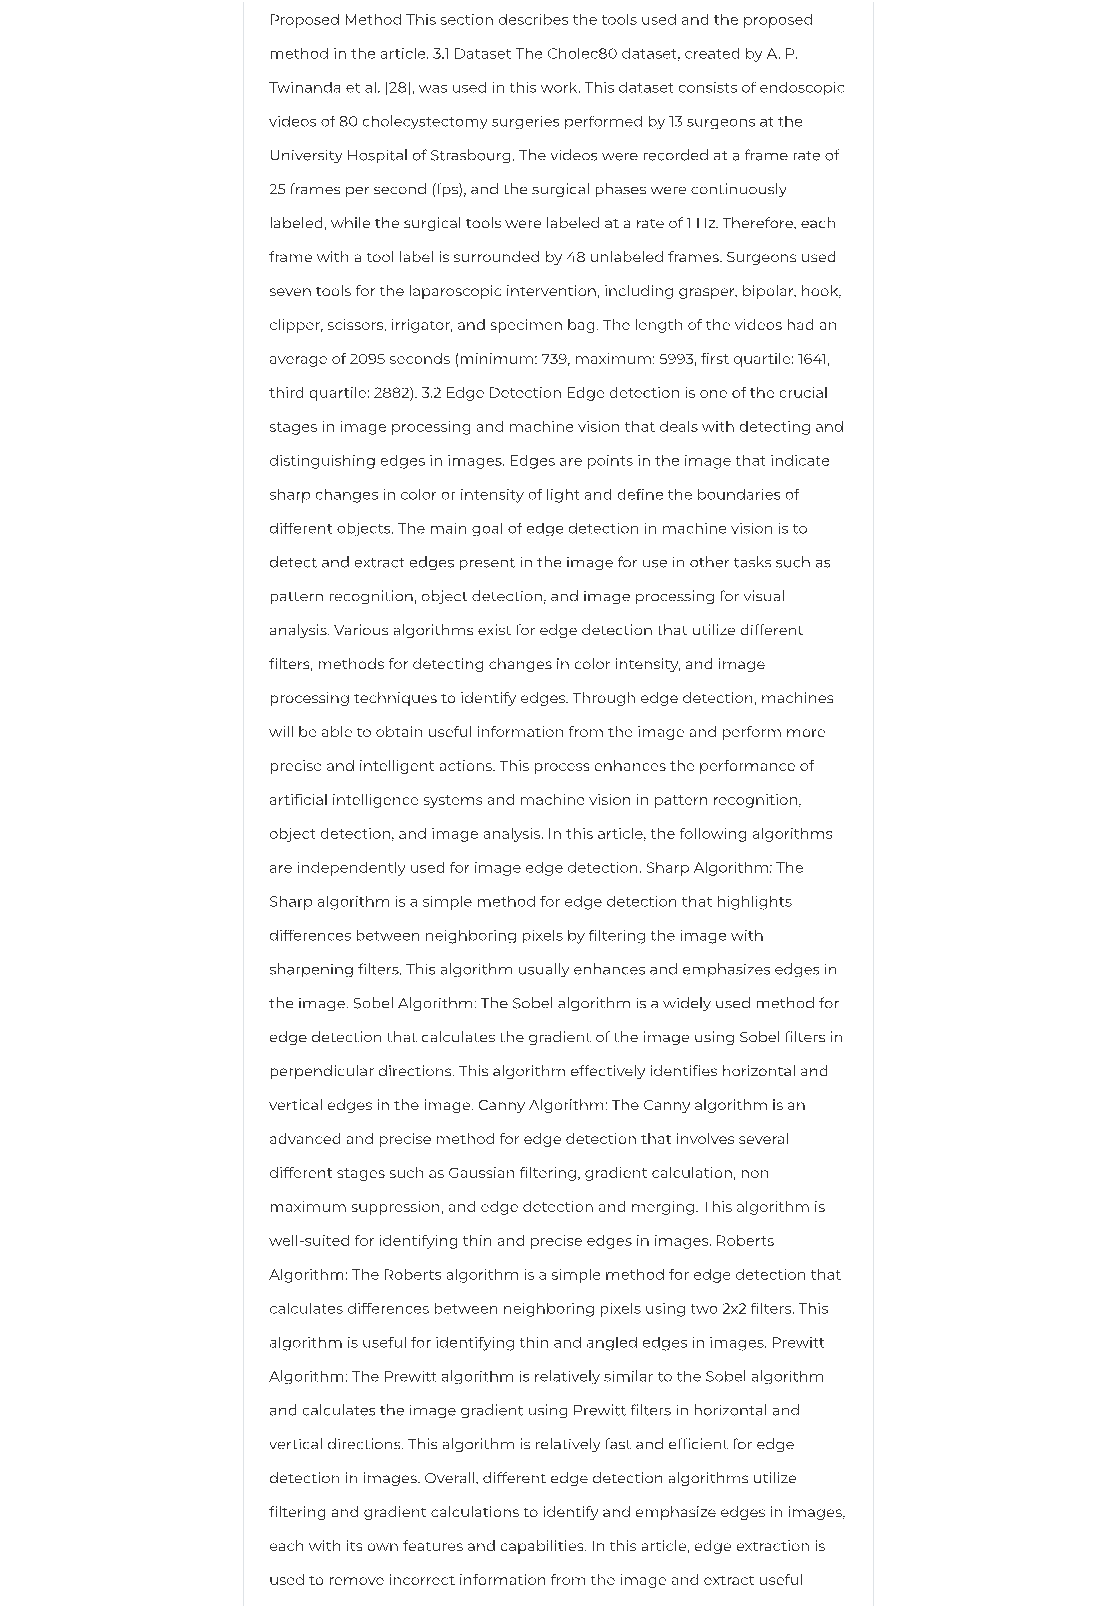 Proposed Method This section describes the tools used and the proposed
method in the article. 3.1 Dataset The Cholec80 dataset, created by A. P.
Twinanda et al. [28], was used in this work. This dataset consists of endoscopic
videos of 80 cholecystectomy surgeries performed by 13 surgeons at the
University Hospital of Strasbourg. The videos were recorded at a frame rate of
25 frames per second (fps), and the surgical phases were continuously
labeled, while the surgical tools were labeled at a rate of 1 Hz. Therefore, each
frame with a tool label is surrounded by 48 unlabeled frames. Surgeons used
seven tools for the laparoscopic intervention, including grasper, bipolar, hook,
clipper, scissors, irrigator, and specimen bag. The length of the videos had an
average of 2095 seconds (minimum: 739, maximum: 5993, first quartile: 1641,
third quartile: 2882). 3.2 Edge Detection Edge detection is one of the crucial
stages in image processing and machine vision that deals with detecting and
distinguishing edges in images. Edges are points in the image that indicate
sharp changes in color or intensity of light and define the boundaries of
different objects. The main goal of edge detection in machine vision is to
detect and extract edges present in the image for use in other tasks such as
pattern recognition, object detection, and image processing for visual
analysis. Various algorithms exist for edge detection that utilize different
filters, methods for detecting changes in color intensity, and image
processing techniques to identify edges. Through edge detection, machines
will be able to obtain useful information from the image and perform more
precise and intelligent actions. This process enhances the performance of
artificial intelligence systems and machine vision in pattern recognition,
object detection, and image analysis. In this article, the following algorithms
are independently used for image edge detection. Sharp Algorithm: The
Sharp algorithm is a simple method for edge detection that highlights
differences between neighboring pixels by filtering the image with
sharpening filters. This algorithm usually enhances and emphasizes edges in
the image. Sobel Algorithm: The Sobel algorithm is a widely used method for
edge detection that calculates the gradient of the image using Sobel filters in
perpendicular directions. This algorithm effectively identifies horizontal and
vertical edges in the image. Canny Algorithm: The Canny algorithm is an
advanced and precise method for edge detection that involves several
different stages such as Gaussian filtering, gradient calculation, non
maximum suppression, and edge detection and merging. This algorithm is
well-suited for identifying thin and precise edges in images. Roberts
Algorithm: The Roberts algorithm is a simple method for edge detection that
calculates differences between neighboring pixels using two 2x2 filters. This
algorithm is useful for identifying thin and angled edges in images. Prewitt
Algorithm: The Prewitt algorithm is relatively similar to the Sobel algorithm
and calculates the image gradient using Prewitt filters in horizontal and
vertical directions. This algorithm is relatively fast and efficient for edge
detection in images. Overall, different edge detection algorithms utilize
filtering and gradient calculations to identify and emphasize edges in images,
each with its own features and capabilities. In this article, edge extraction is
used to remove incorrect information from the image and extract useful